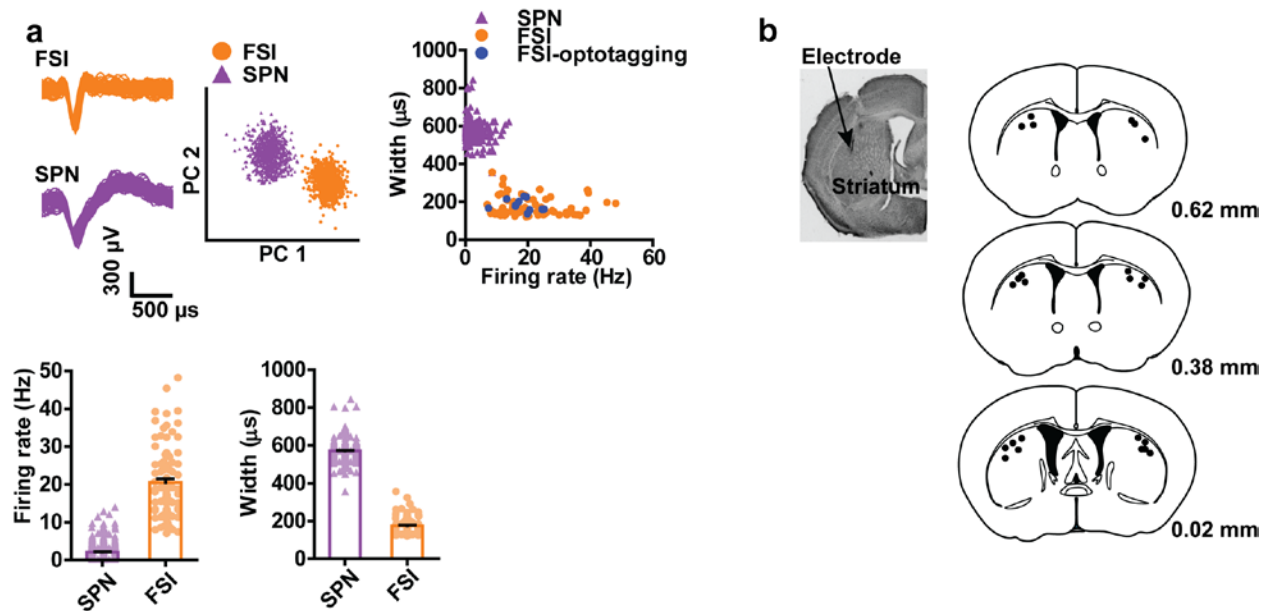 a
FSI
SPN
300 µV
500 µs
FSI
SPN
PC 2
PC 1
SPN
FSI
FSI-optotagging
Width (µs)
1000
800
600
400
200
0
0 20 40 60
Firing rate (Hz)
Firing rate (Hz)
50
40
30
20
10
0
SPN FSI
Width (µs)
1000
800
600
400
200
0
SPN FSI
b
Electrode
Striatum
0.62 mm
0.38 mm
0.02 mm